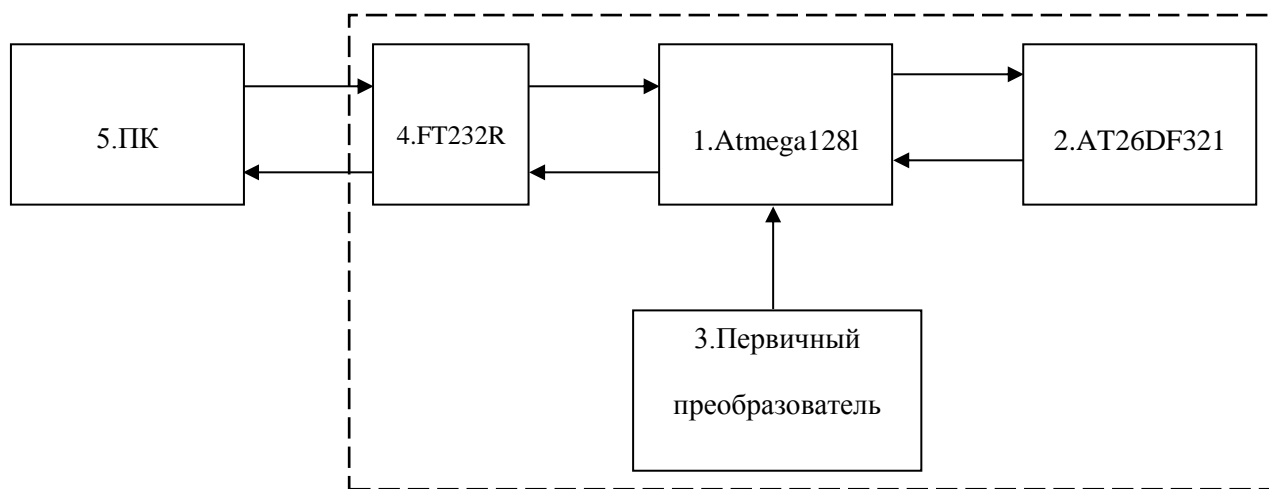 5.ПК
4.FT232R
1.Atmega128l
2.AT26DF321
3.Первичный
преобразователь